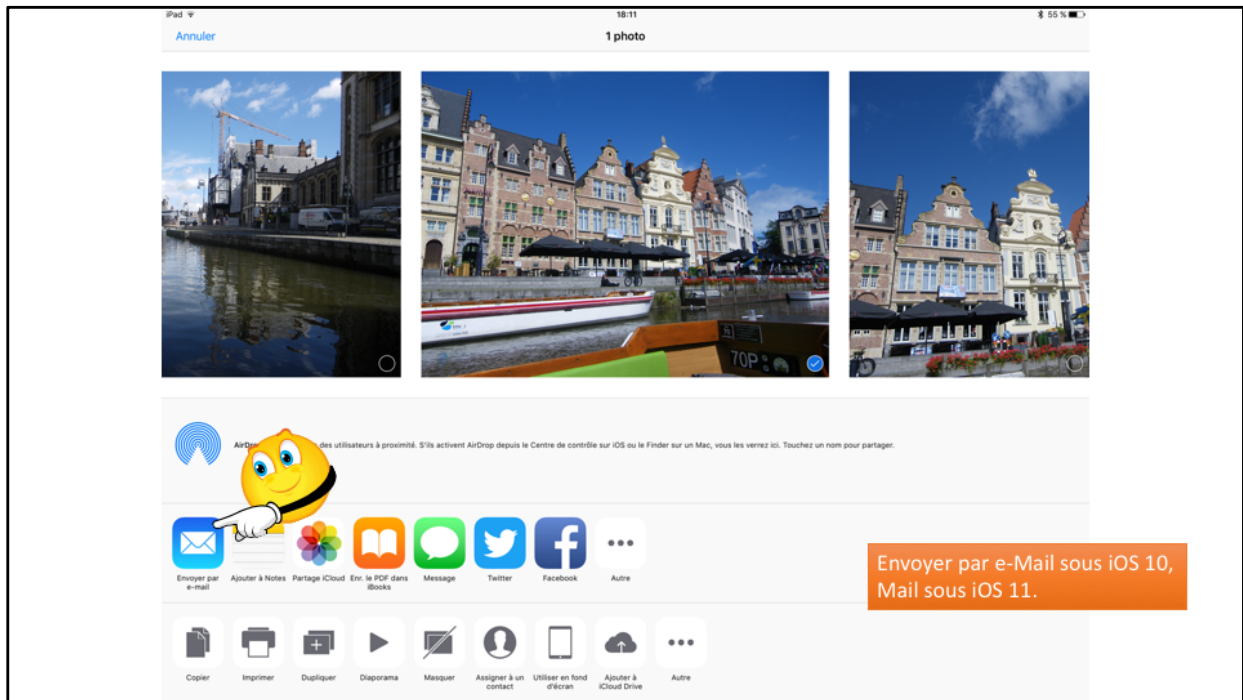 iPad
18:11
55 %
Annuler
1 photo
70P
des utilisateurs à proximité. S'ils activent AirDrop depuis le Centre de contrôle sur iOS ou le Finder sur un Mac, vous les verrez ici. Touchez un nom pour partager.
Envoyer par
e-mail
Ajouter à Notes
Partage iCloud
Enr. le PDF dans
iBooks
Message
Twitter
Facebook
Autre
Envoyer par e-Mail sous iOS 10,
Mail sous iOS 11.
Copier
Imprimer
Dupliquer
Diaporama
Masquer
Assigner à un
contact
Utiliser en fond
d'écran
Ajouter à
iCloud Drive
Autre